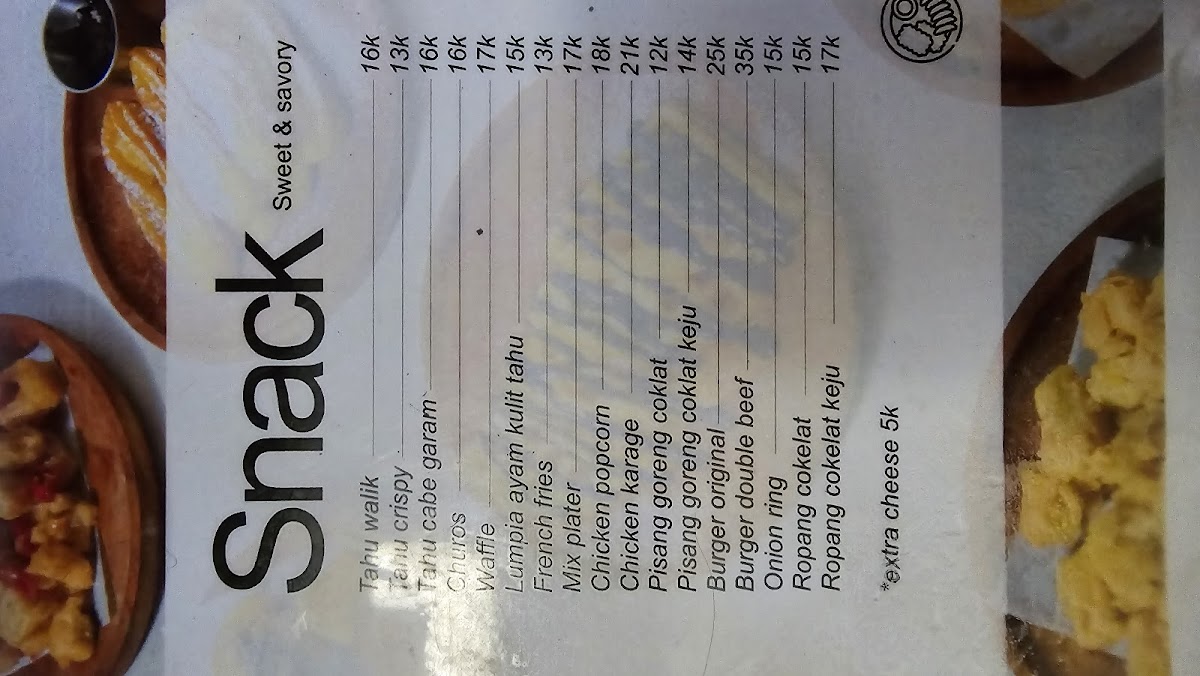 Snack Sweet & savory
Tahu walik 16k
Tahu crispy 13k
Tahu cabe garam 16k
Churos 16k
Waffle 17k
Lumpia ayam kulit tahu 15k
French fries 13k
Mix plater 17k
Chicken popcorn 18k
Chicken karage 21k
Pisang goreng coklat 12k
Pisang goreng coklat keju 14k
Burger original 25k
Burger double beef 35k
Onion ring 15k
Ropang cokelat 15k
Ropang cokelat keju 17k
*extra cheese 5k